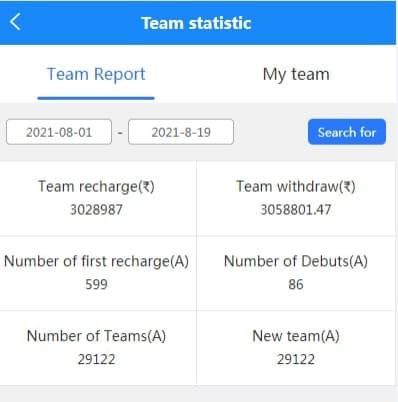 Team statistic
Team Report My team
2021-08-01 - 2021-8-19 Search for
Team recharge(₹) Team withdraw(₹)
3028987 3058801.47
Number of first recharge(A) Number of Debuts(A)
599 86
Number of Teams(A) New team(A)
29122 29122